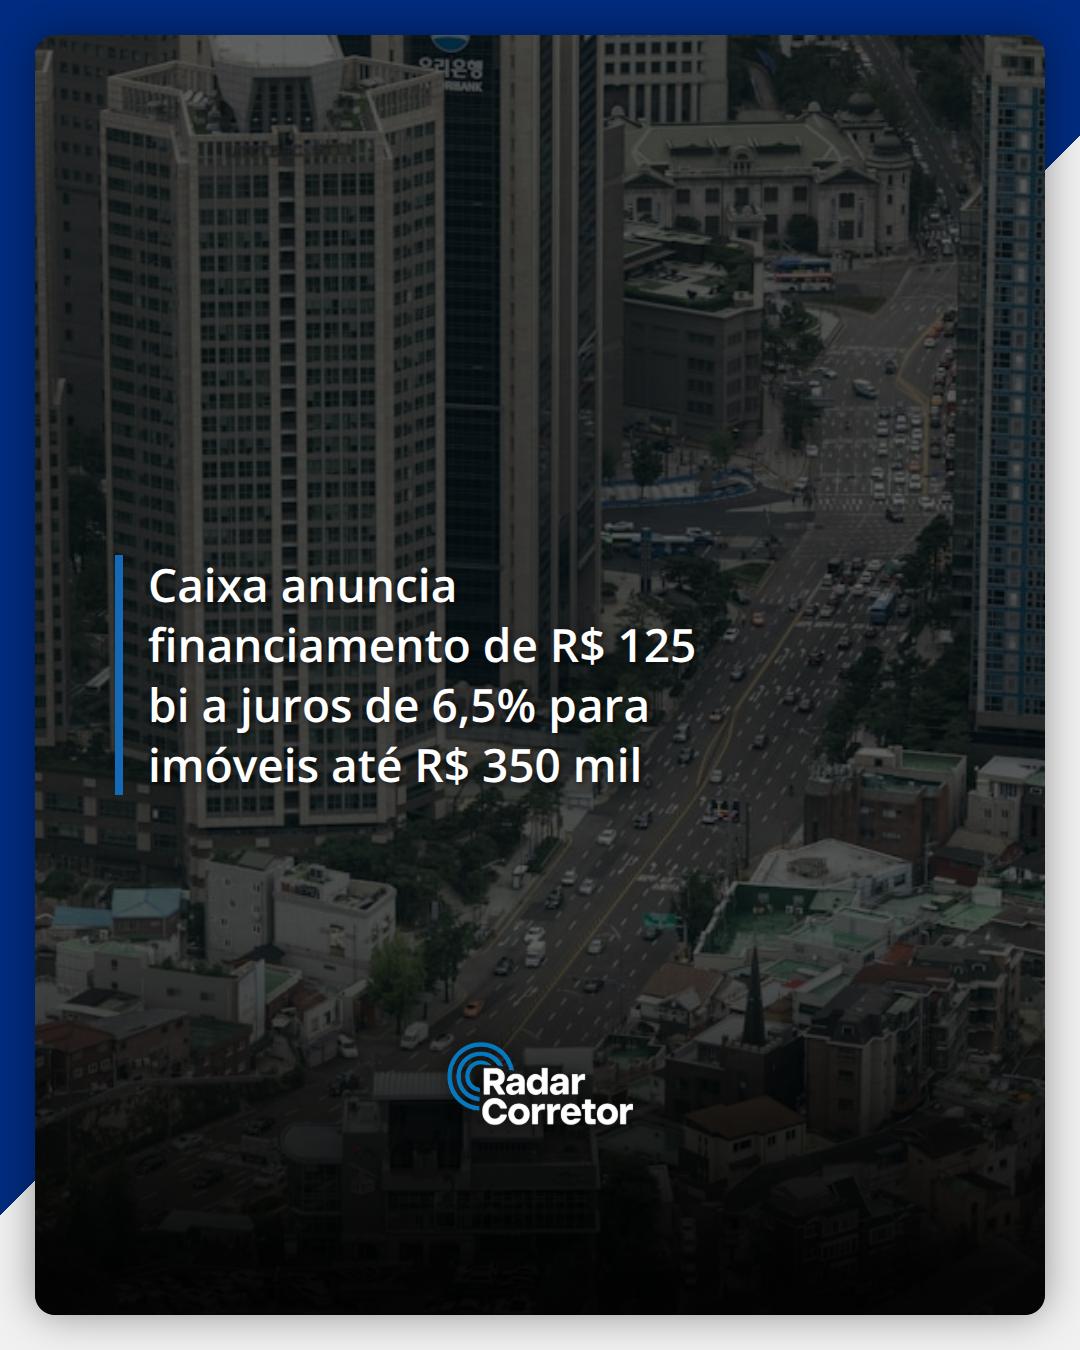 우리은행
Caixa anuncia
financiamento de R$ 125
bi a juros de 6,5% para
imóveis até R$ 350 mil
Radar
Corretor